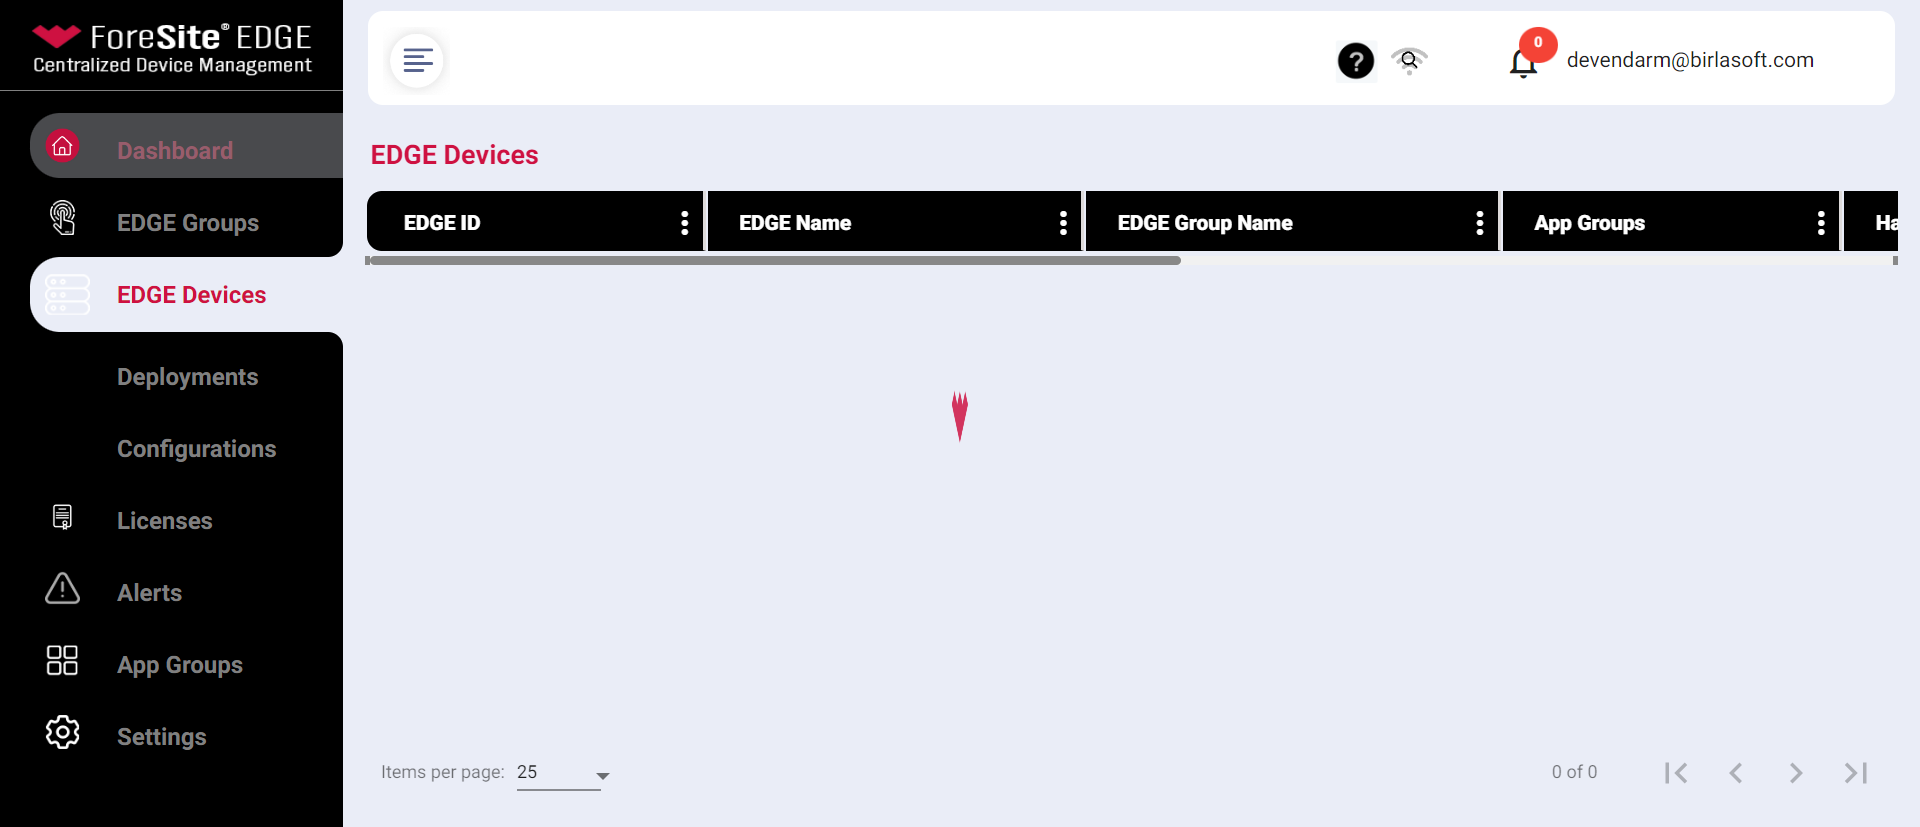 ForeSite® EDGE
Centralized Device Management
Dashboard
EDGE Groups
EDGE Devices
Deployments
Configurations
Licenses
Alerts
App Groups
Settings
?
0
devendarm@birlasoft.com
EDGE Devices
EDGE ID
EDGE Name
EDGE Group Name
App Groups
Ha
Items per page: 25
0 of 0